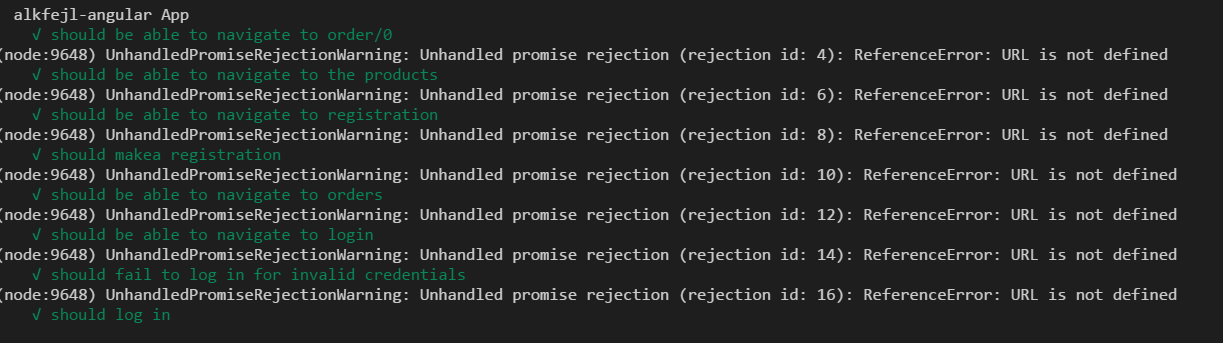 alkfejl-angular App
√ should be able to navigate to order/0
(node:9648) UnhandledPromiseRejectionWarning: Unhandled promise rejection (rejection id: 4): ReferenceError: URL is not defined
√ should be able to navigate to the products
(node:9648) UnhandledPromiseRejectionWarning: Unhandled promise rejection (rejection id: 6): ReferenceError: URL is not defined
√ should be able to navigate to registration
(node:9648) UnhandledPromiseRejectionWarning: Unhandled promise rejection (rejection id: 8): ReferenceError: URL is not defined
√ should makea registration
(node:9648) UnhandledPromiseRejectionWarning: Unhandled promise rejection (rejection id: 10): ReferenceError: URL is not defined
√ should be able to navigate to orders
(node:9648) UnhandledPromiseRejectionWarning: Unhandled promise rejection (rejection id: 12): ReferenceError: URL is not defined
√ should be able to navigate to login
(node:9648) UnhandledPromiseRejectionWarning: Unhandled promise rejection (rejection id: 14): ReferenceError: URL is not defined
√ should fail to log in for invalid credentials
(node:9648) UnhandledPromiseRejectionWarning: Unhandled promise rejection (rejection id: 16): ReferenceError: URL is not defined
√ should log in